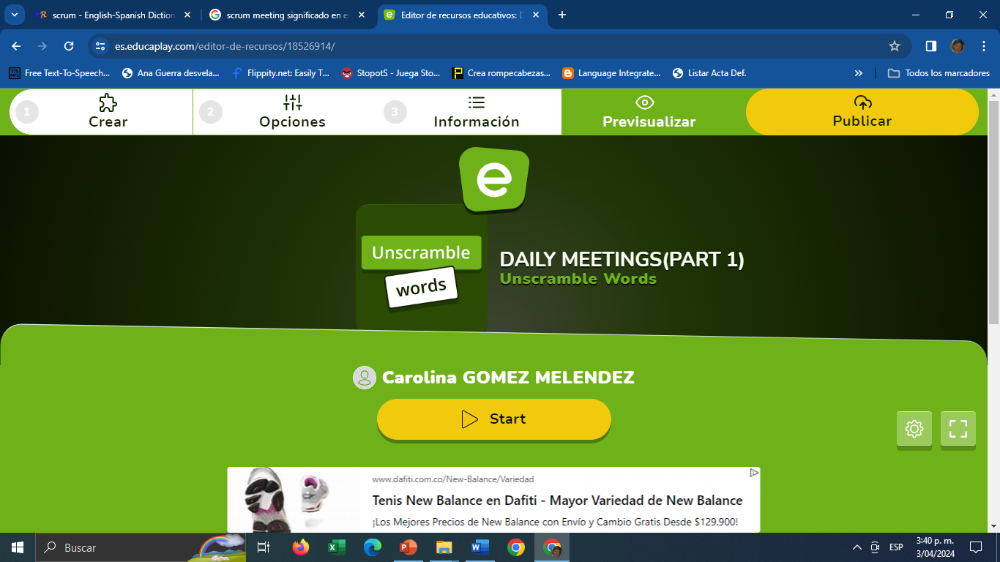 scrum - English-Spanish Diction
scrum meeting significado en es
Editor de recursos educativos: D
es.educaplay.com/editor-de-recursos/18526914/
Free Text-To-Speech...
Ana Guerra desvela...
Flippity.net: Easily T...
StopotS - Juega Sto...
Crea rompecabezas...
Language Integrate...
Listar Acta Def.
»
Todos los marcadores
1
Crear
2
Opciones
3
Información
Previsualizar
Publicar
e
Unscramble
words
DAILY MEETINGS(PART 1)
Unscramble Words
Carolina GOMEZ MELENDEZ
Start
www.dafiti.com.co/New-Balance/Variedad
Tenis New Balance en Dafiti - Mayor Variedad de New Balance
¡Los Mejores Precios de New Balance con Envío y Cambio Gratis Desde $129.900!
Buscar
ESP
3:40 p. m.
3/04/2024